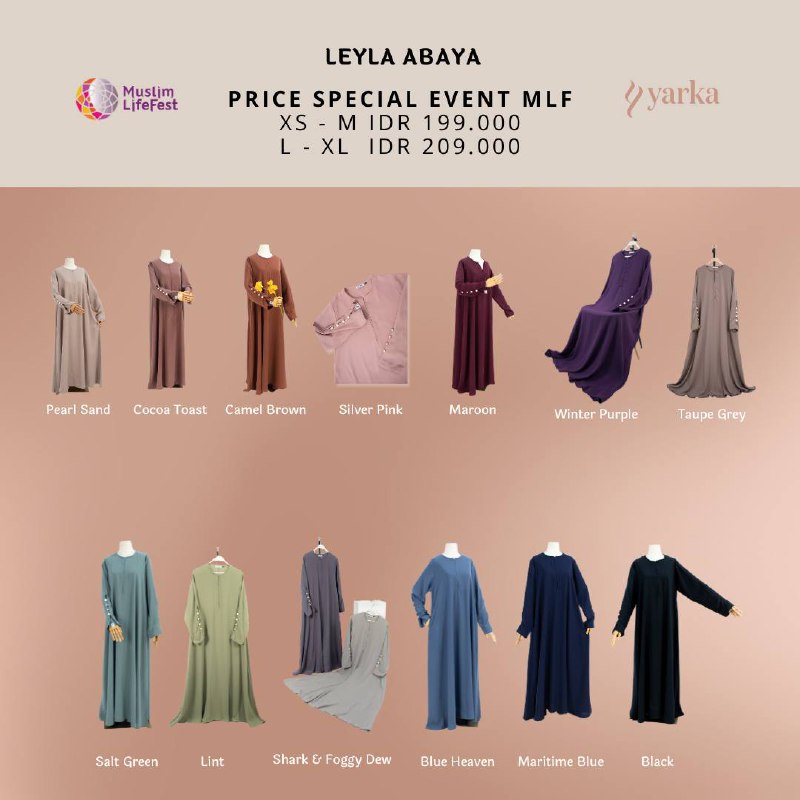 LEYLA ABAYA
Muslim
LifeFest
PRICE SPECIAL EVENT MLF
XS - M IDR 199.000
L - XL IDR 209.000
yarka
Pearl Sand
Cocoa Toast
Camel Brown
Silver Pink
Maroon
Winter Purple
Taupe Grey
Salt Green
Lint
Shark & Foggy Dew
Blue Heaven
Maritime Blue
Black